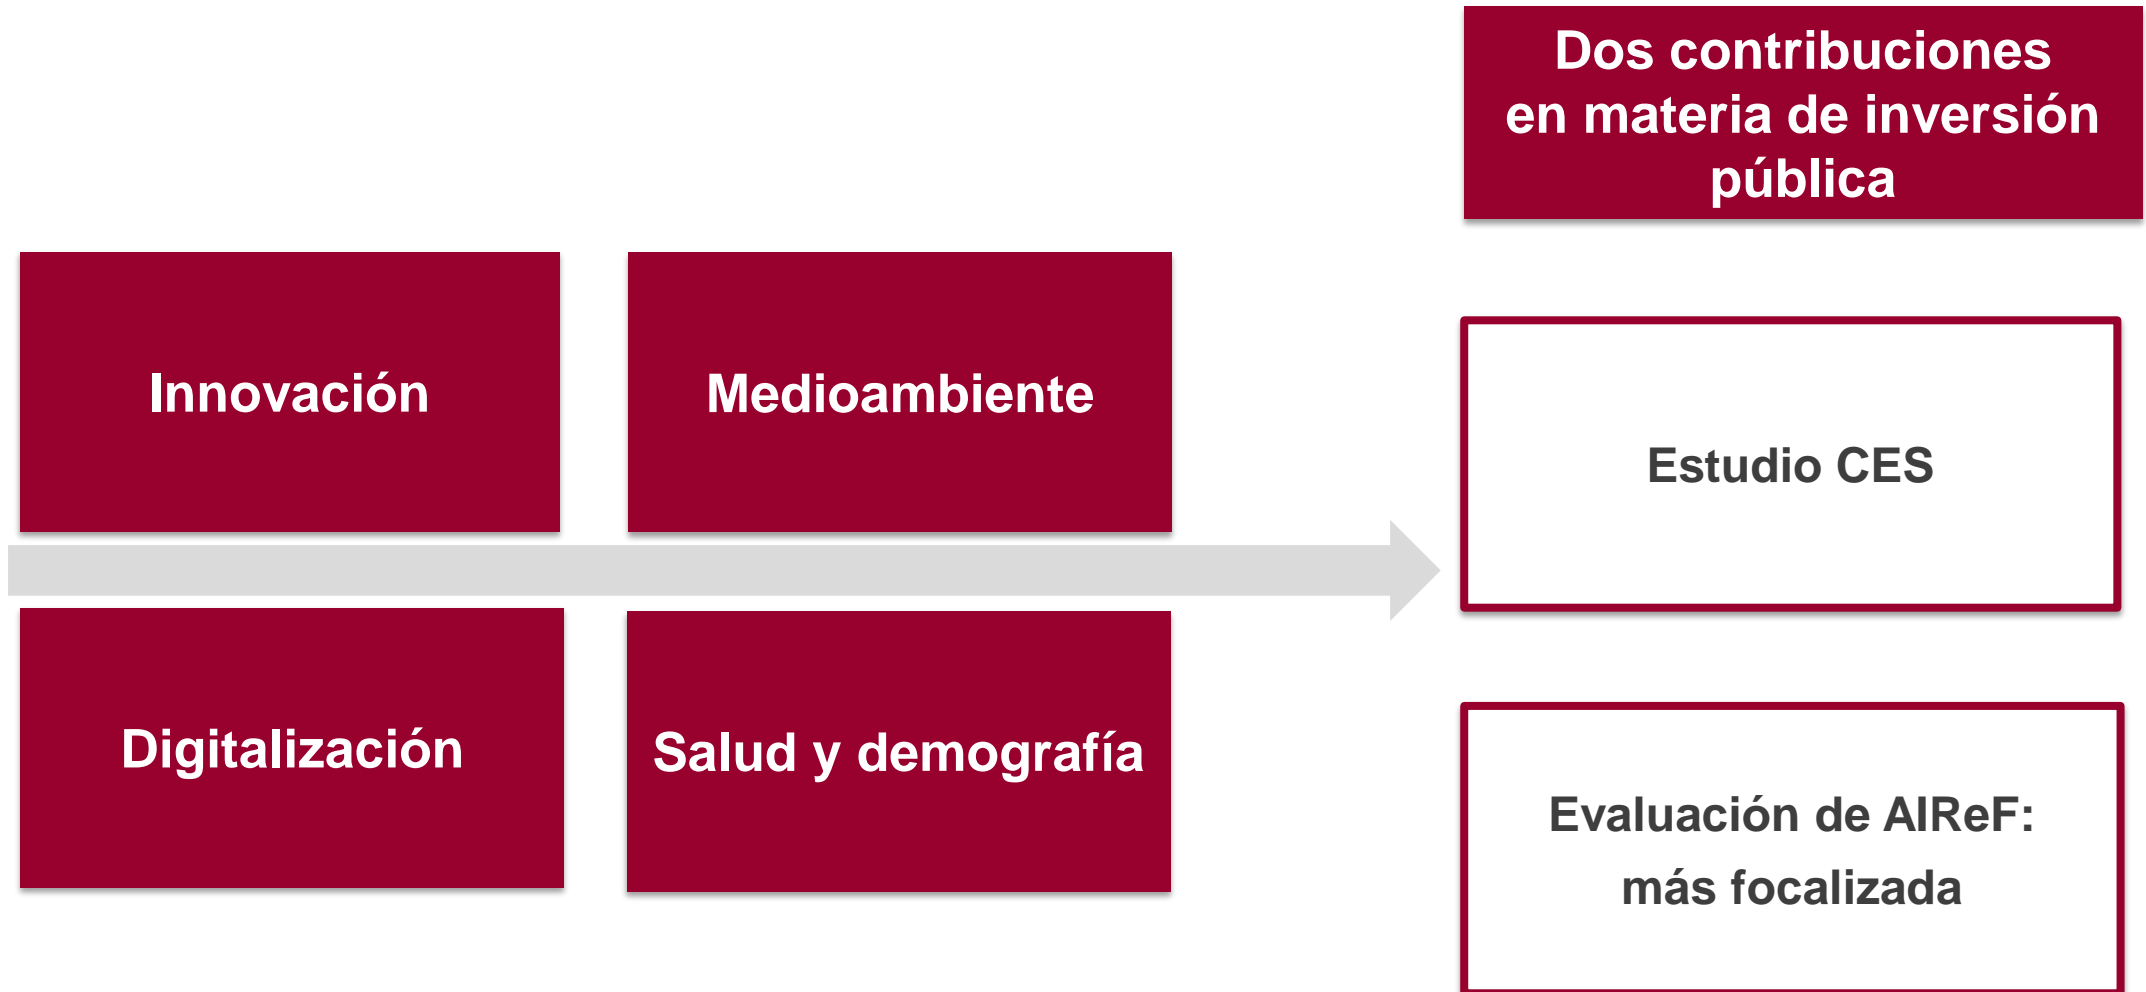 Dos contribuciones
en materia de inversión
pública
Innovación
Medioambiente
Estudio CES
Digitalización
Salud y demografía
Evaluación de AIReF:
más focalizada